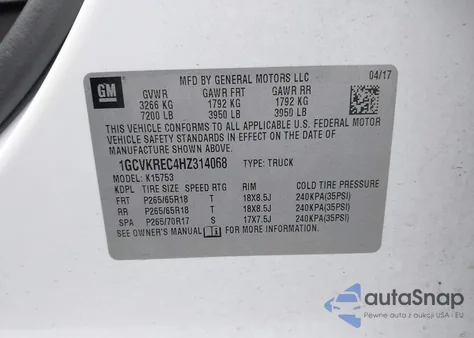 GM
MFD BY GENERAL MOTORS LLC 04/17
GVWR GAWR FRT GAWR RR
3266 KG 1792 KG 1792 KG
7200 LB 3950 LB 3950 LB
THIS VEHICLE CONFORMS TO ALL APPLICABLE U.S. FEDERAL MOTOR
VEHICLE SAFETY STANDARDS IN EFFECT ON THE DATE OF
MANUFACTURE SHOWN ABOVE.
1GCVKREC4HZ314068 TYPE: TRUCK
MODEL: K15753
KDPL TIRE SIZE SPEED RTG RIM COLD TIRE PRESSURE
FRT P265/65R18 T 18X8.5J 240KPA(35PSI)
RR P265/65R18 T 18X8.5J 240KPA(35PSI)
SPA P265/70R17 S 17X7.5J 240KPA(35PSI)
SEE OWNER'S MANUAL FOR MORE INFORMATION.
autoSnap
Pewne auta z aukcji USA - EU